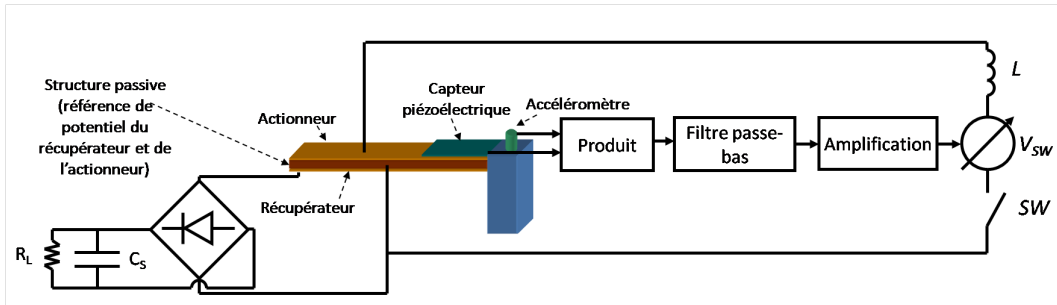 Structure passive
(référence de
potentiel du
récupérateur et de
l'actionneur)
Actionneur
Capteur
piézoélectrique
Accéléromètre
Récupérateur
Produit
Filtre passe-
bas
Amplification
L
V_SW
SW
R_L
C_S